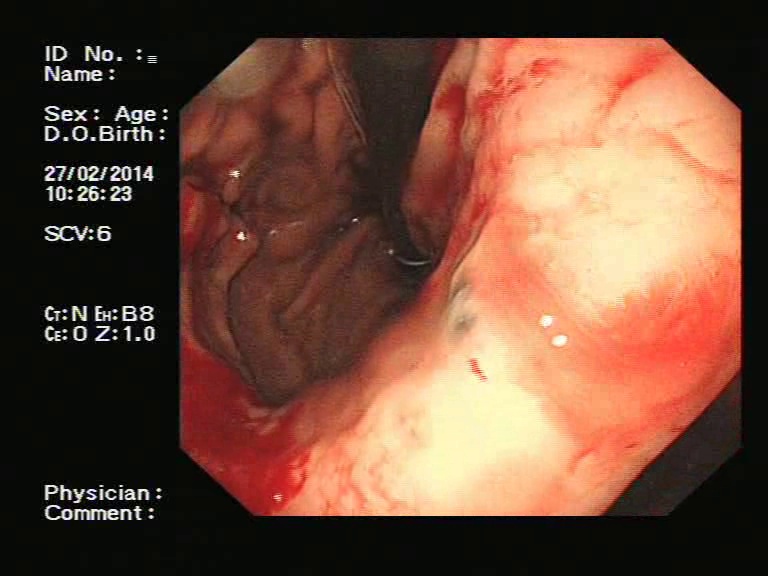 ID No. :
Name:
Sex: Age:
D.O.Birth:
27/02/2014
10:26:23
SCV:6
CT:N EH:B8
CE:0 Z:1.0
Physician:
Comment: